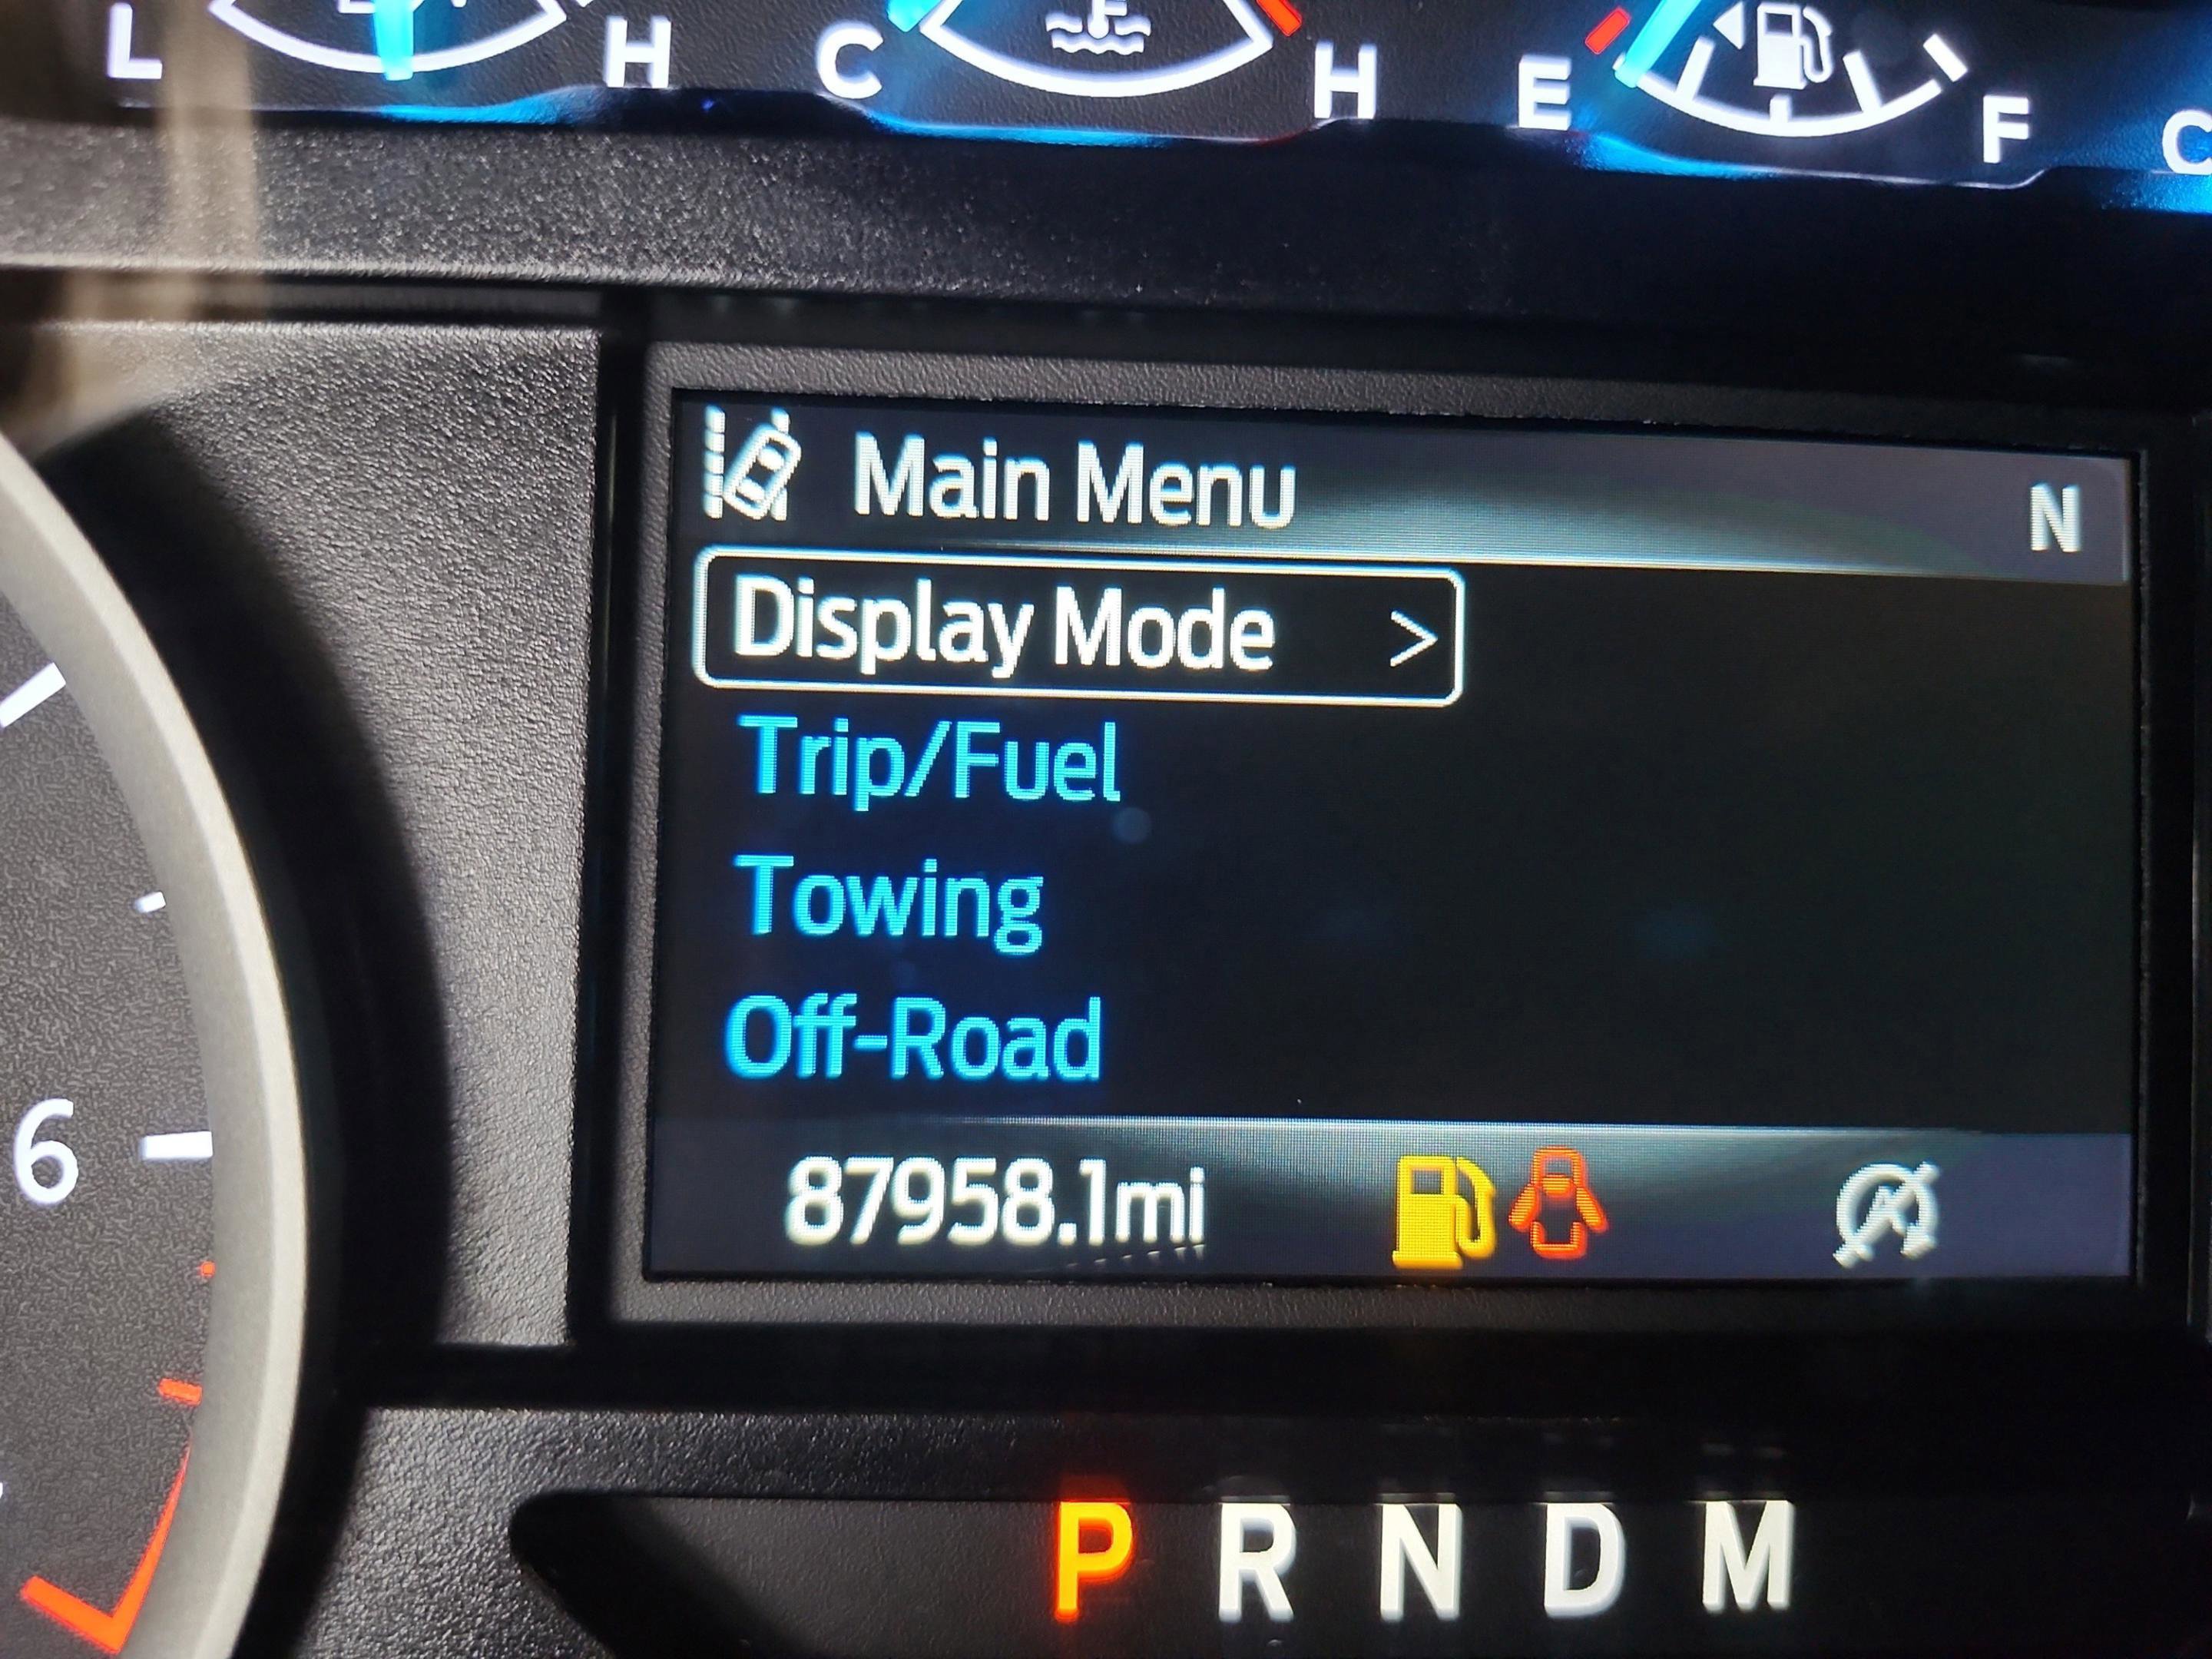 L H C H E F C
Main Menu N
Display Mode >
Trip/Fuel
Towing
Off-Road
6
87958.1mi
P R N D M